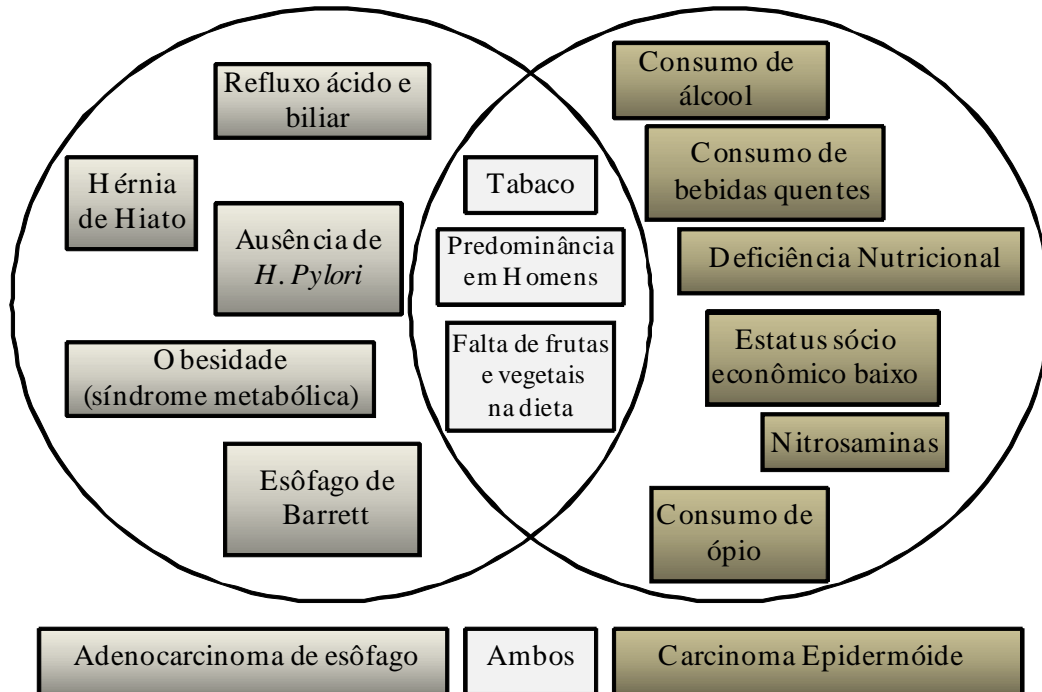 Refluxo ácido e
biliar
Hérnia
de Hiato
Ausência de
H. Pylori
Obesidade
(síndrome metabólica)
Esôfago de
Barrett
Tabaco
Predominância
em Homens
Falta de frutas
e vegetais
na dieta
Consumo de
álcool
Consumo de
bebidas quentes
Deficiência Nutricional
Estatus sócio
econômico baixo
Nitrosaminas
Consumo de
ópio
Adenocarcinoma de esôfago
Ambos
Carcinoma Epidermóide